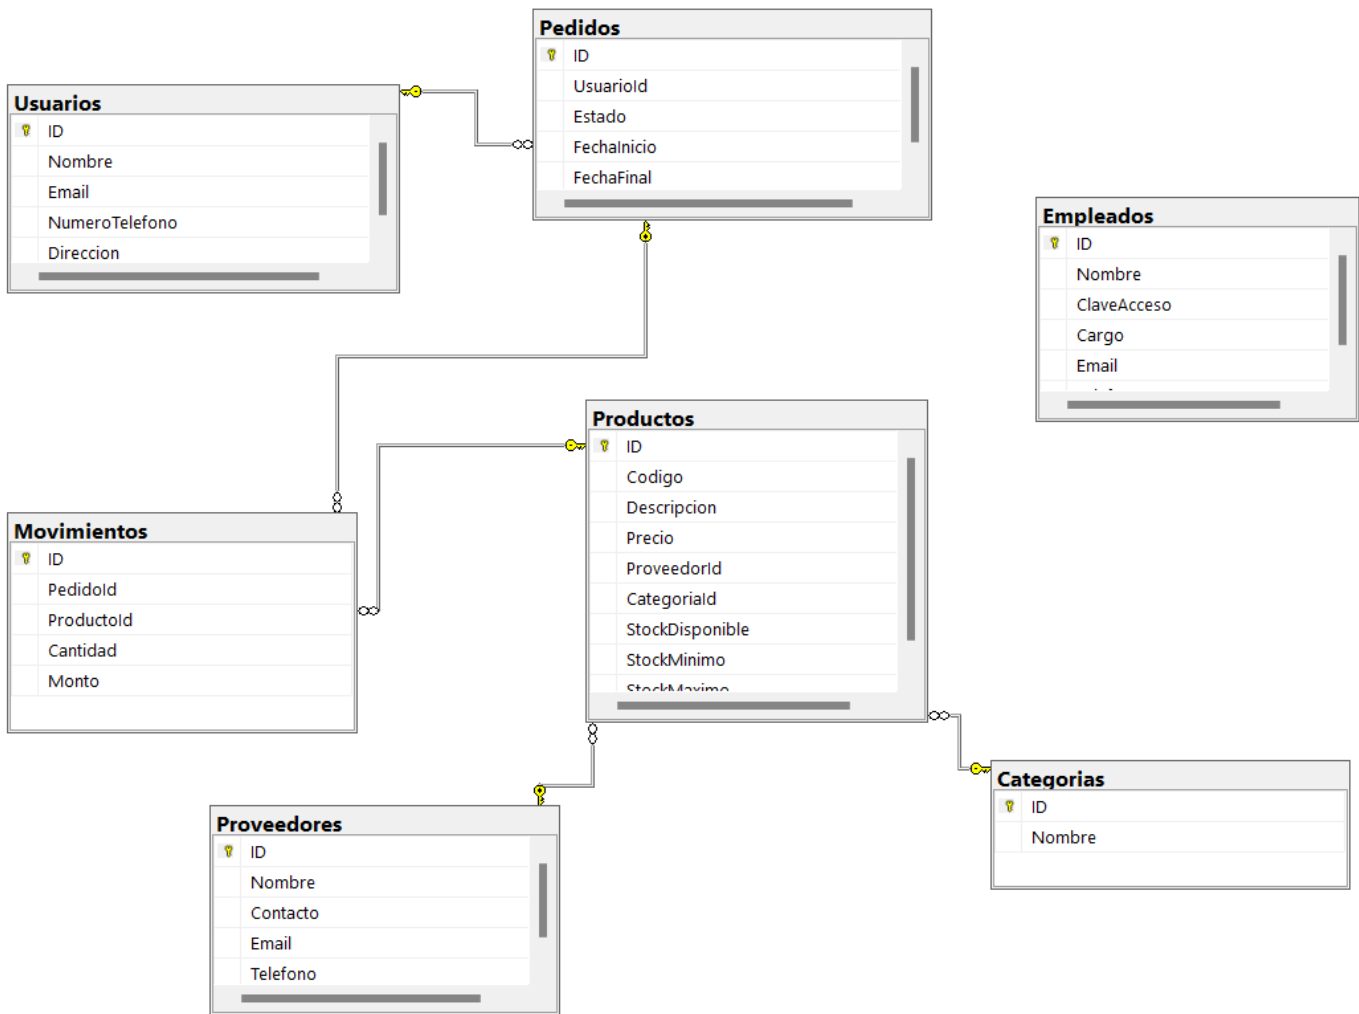 Pedidos
ID
UsuarioId
Estado
FechaInicio
FechaFinal
Usuarios
ID
Nombre
Email
NumeroTelefono
Direccion
Empleados
ID
Nombre
ClaveAcceso
Cargo
Email
Productos
ID
Codigo
Descripcion
Precio
ProveedorId
CategoriaId
StockDisponible
StockMinimo
StockMaximo
Movimientos
ID
PedidoId
ProductoId
Cantidad
Monto
Categorias
ID
Nombre
Proveedores
ID
Nombre
Contacto
Email
Telefono